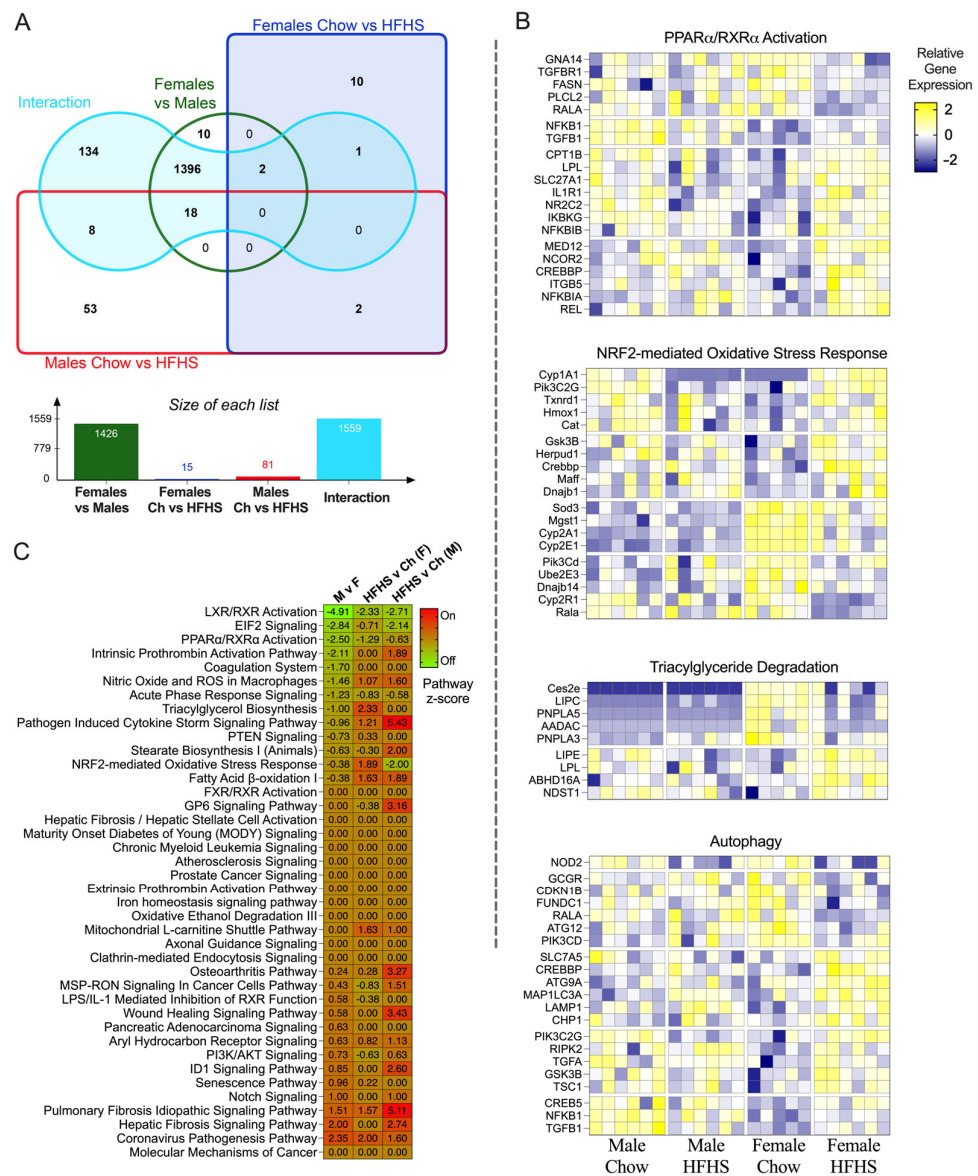 A
Females Chow vs HFHS
Interaction
Females
vs Males
10
10
0
134
1396
2
1
18
0
8
0
0
0
53
2
Males Chow vs HFHS
Size of each list
1559
779
0
1426
15
81
1559
Females
vs Males
Females
Ch vs HFHS
Males
Ch vs HFHS
Interaction
B
PPARα/RXRα Activation
Relative
Gene
Expression
2
0
-2
GNA14
TGFBR1
FASN
PLCL2
RALA
NFKB1
TGFB1
CPT1B
LPL
SLC27A1
IL1R1
NR2C2
IKBKG
NFKBIB
MED12
NCOR2
CREBBP
ITGB5
NFKBIA
REL
NRF2-mediated Oxidative Stress Response
Cyp1A1
Pik3C2G
Txnrd1
Hmox1
Cat
Gsk3B
Herpud1
Crebbp
Maff
Dnajb1
Sod3
Mgst1
Cyp2A1
Cyp2E1
Pik3Cd
Ube2E3
Dnajb14
Cyp2R1
Rala
Triacylglyceride Degradation
Ces2e
LIPC
PNPLA5
AADAC
PNPLA3
LIPE
LPL
ABHD16A
NDST1
Autophagy
NOD2
GCGR
CDKN1B
FUNDC1
RALA
ATG12
PIK3CD
SLC7A5
CREBBP
ATG9A
MAP1LC3A
LAMP1
CHP1
PIK3C2G
RIPK2
TGFA
GSK3B
TSC1
CREB5
NFKB1
TGFB1
Male
Chow
Male
HFHS
Female
Chow
Female
HFHS
C
M v F
HFHS v Ch (F)
HFHS v Ch (M)
On
Off
Pathway
z-score
LXR/RXR Activation -4.91 -2.33 -2.71
EIF2 Signaling -2.84 -0.71 -2.14
PPARα/RXRα Activation -2.50 -1.29 -0.63
Intrinsic Prothrombin Activation Pathway -2.11 0.00 1.89
Coagulation System -1.70 0.00 0.00
Nitric Oxide and ROS in Macrophages -1.46 1.07 1.60
Acute Phase Response Signaling -1.23 -0.83 -0.58
Triacylglycerol Biosynthesis -1.00 2.33 0.00
Pathogen Induced Cytokine Storm Signaling Pathway -0.96 1.21 5.43
PTEN Signaling -0.73 0.33 0.00
Stearate Biosynthesis I (Animals) -0.63 -0.30 2.00
NRF2-mediated Oxidative Stress Response -0.38 1.89 -2.00
Fatty Acid β-oxidation I -0.38 1.63 1.89
FXR/RXR Activation 0.00 0.00 0.00
GP6 Signaling Pathway 0.00 -0.38 3.16
Hepatic Fibrosis / Hepatic Stellate Cell Activation 0.00 0.00 0.00
Maturity Onset Diabetes of Young (MODY) Signaling 0.00 0.00 0.00
Chronic Myeloid Leukemia Signaling 0.00 0.00 0.00
Atherosclerosis Signaling 0.00 0.00 0.00
Prostate Cancer Signaling 0.00 0.00 0.00
Extrinsic Prothrombin Activation Pathway 0.00 0.00 0.00
Iron homeostasis signaling pathway 0.00 0.00 0.00
Oxidative Ethanol Degradation III 0.00 0.00 0.00
Mitochondrial L-carnitine Shuttle Pathway 0.00 1.63 1.00
Axonal Guidance Signaling 0.00 0.00 0.00
Clathrin-mediated Endocytosis Signaling 0.00 0.00 0.00
Osteoarthritis Pathway 0.24 0.28 3.27
MSP-RON Signaling In Cancer Cells Pathway 0.43 -0.83 1.51
LPS/IL-1 Mediated Inhibition of RXR Function 0.58 -0.38 0.00
Wound Healing Signaling Pathway 0.58 0.00 3.43
Pancreatic Adenocarcinoma Signaling 0.63 0.00 0.00
Aryl Hydrocarbon Receptor Signaling 0.63 0.82 1.13
PI3K/AKT Signaling 0.73 -0.63 0.63
ID1 Signaling Pathway 0.85 0.00 2.60
Senescence Pathway 0.96 0.22 0.00
Notch Signaling 1.00 0.00 1.00
Pulmonary Fibrosis Idiopathic Signaling Pathway 1.51 1.57 5.11
Hepatic Fibrosis Signaling Pathway 2.00 0.00 2.74
Coronavirus Pathogenesis Pathway 2.35 2.00 1.60
Molecular Mechanisms of Cancer 0.00 0.00 0.00